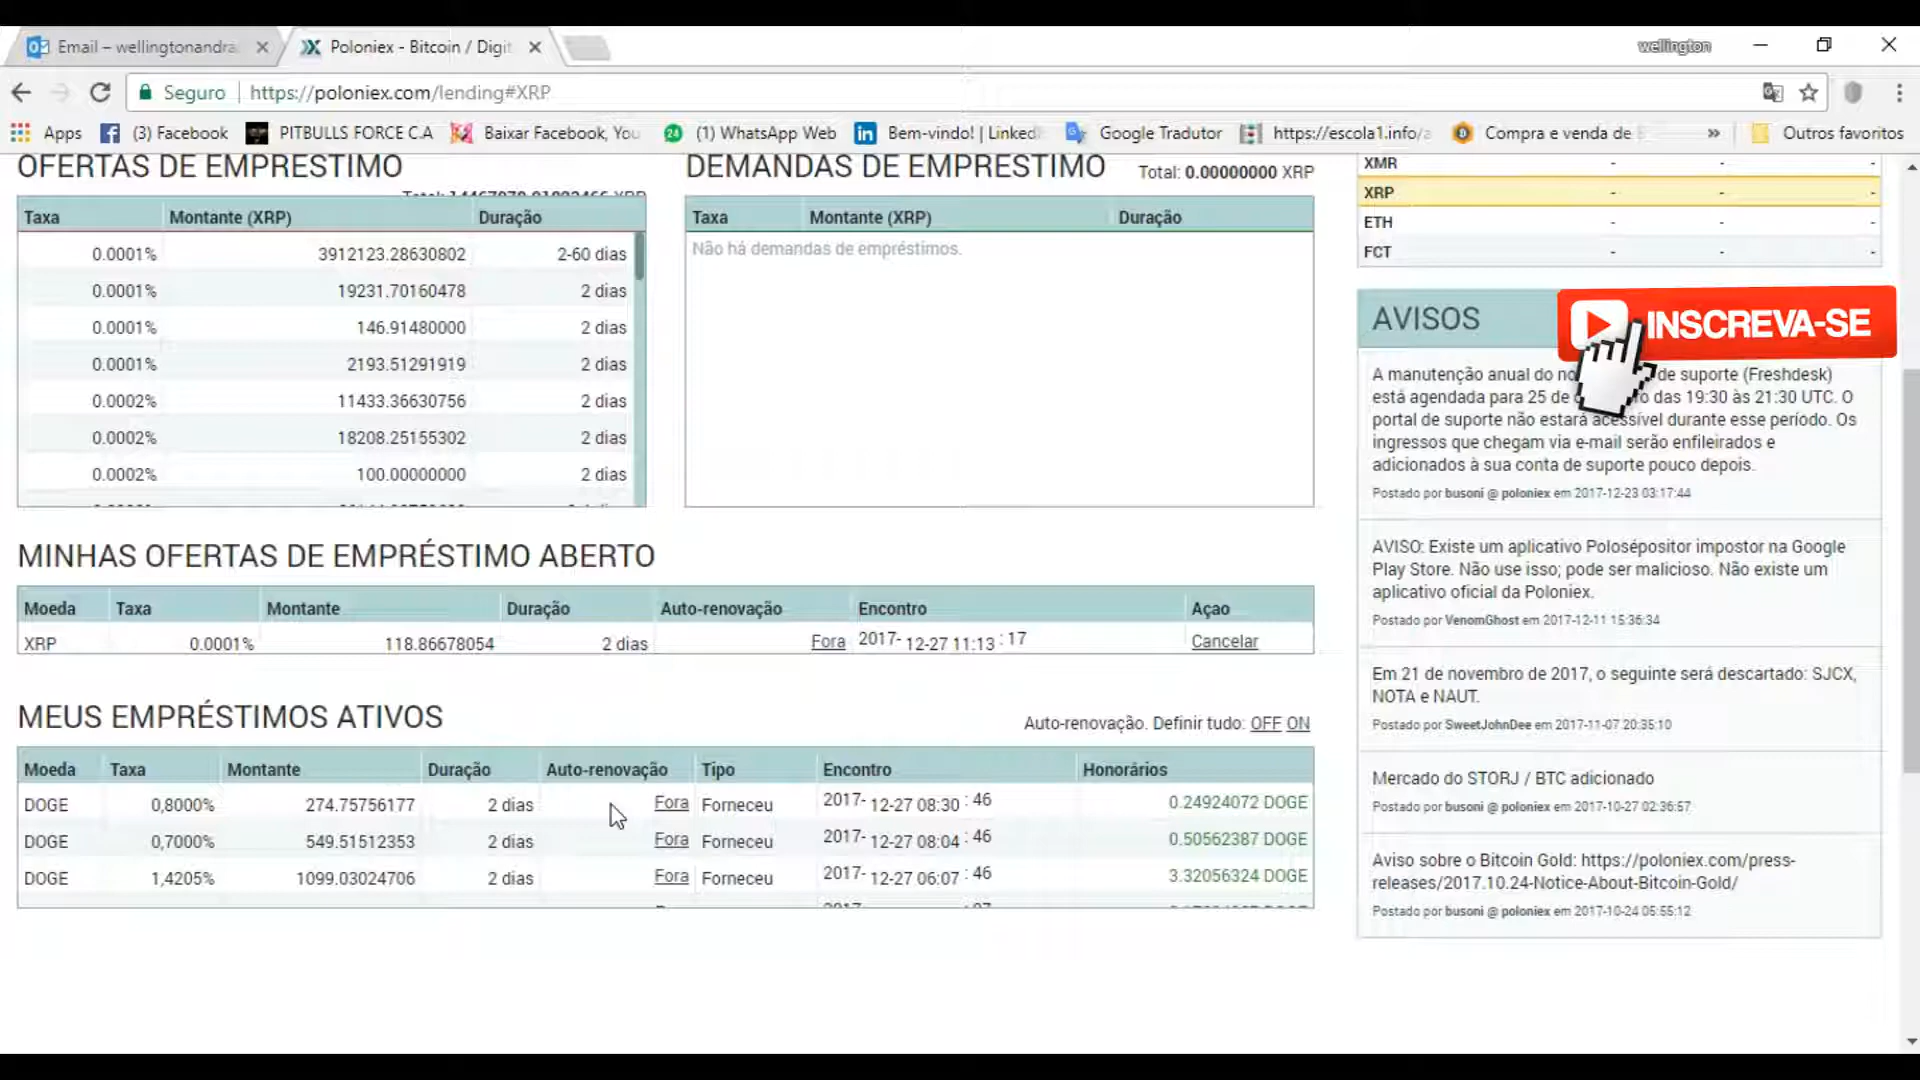 Email – wellingtonandra
Poloniex - Bitcoin / Digit
wellington
Seguro
https://poloniex.com/lending#XRP
Apps
(3) Facebook
PITBULLS FORCE C.A
Baixar Facebook, You
24
(1) WhatsApp Web
Bem-vindo! | Linked
Google Tradutor
https://escola1.info/a
Compra e venda de
»
Outros favoritos
OFERTAS DE EMPRÉSTIMO
DEMANDAS DE EMPRÉSTIMO
Total: 0.00000000 XRP
Taxa Montante (XRP) Duração
0.0001% 3912123.28630802 2-60 dias
0.0001% 19231.70160478 2 dias
0.0001% 146.91480000 2 dias
0.0001% 2193.51291919 2 dias
0.0002% 11433.36630756 2 dias
0.0002% 18208.25155302 2 dias
0.0002% 100.00000000 2 dias
Taxa Montante (XRP) Duração
Não há demandas de empréstimos.
XMR - - -
XRP - - -
ETH - - -
FCT - - -
AVISOS
INSCREVA-SE
A manutenção anual do de suporte (Freshdesk)
está agendada para 25 de das 19:30 às 21:30 UTC. O
portal de suporte não estará acessível durante esse período. Os
ingressos que chegam via e-mail serão enfileirados e
adicionados à sua conta de suporte pouco depois.
Postado por busoni @ poloniex em 2017-12-23 03:17:44
AVISO: Existe um aplicativo Polosépositor impostor na Google
Play Store. Não use isso; pode ser malicioso. Não existe um
aplicativo oficial da Poloniex.
Postado por VenomGhost em 2017-12-11 15:36:34
Em 21 de novembro de 2017, o seguinte será descartado: SJCX,
NOTA e NAUT.
Postado por SweetJohnDee em 2017-11-07 20:35:10
Mercado do STORJ / BTC adicionado
Postado por busoni @ poloniex em 2017-10-27 02:36:57
Aviso sobre o Bitcoin Gold: https://poloniex.com/press-
releases/2017.10.24-Notice-About-Bitcoin-Gold/
Postado por busoni @ poloniex em 2017-10-24 05:55:12
MINHAS OFERTAS DE EMPRÉSTIMO ABERTO
Moeda Taxa Montante Duração Auto-renovação Encontro Açao
XRP 0.0001% 118.86678054 2 dias Fora 2017- 12-27 11:13 : 17 Cancelar
MEUS EMPRÉSTIMOS ATIVOS
Auto-renovação. Definir tudo: OFF ON
Moeda Taxa Montante Duração Auto-renovação Tipo Encontro Honorários
DOGE 0,8000% 274.75756177 2 dias Fora Forneceu 2017- 12-27 08:30 : 46 0.24924072 DOGE
DOGE 0,7000% 549.51512353 2 dias Fora Forneceu 2017- 12-27 08:04 : 46 0.50562387 DOGE
DOGE 1,4205% 1099.03024706 2 dias Fora Forneceu 2017- 12-27 06:07 : 46 3.32056324 DOGE